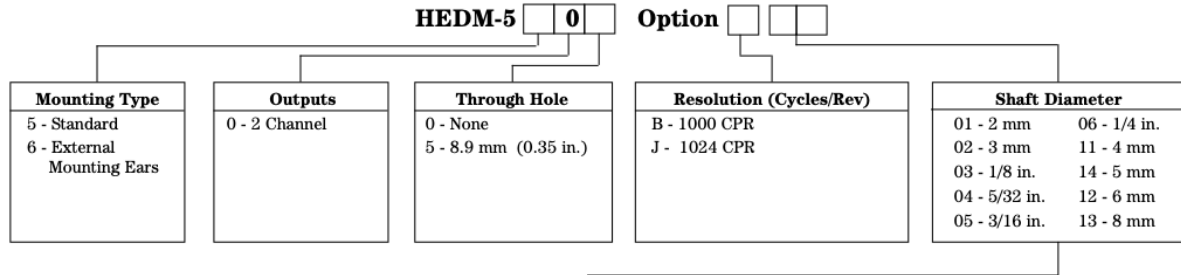 HEDM-5 0 Option
Mounting Type
5 - Standard
6 - External
Mounting Ears
Outputs
0 - 2 Channel
Through Hole
0 - None
5 - 8.9 mm (0.35 in.)
Resolution (Cycles/Rev)
B - 1000 CPR
J - 1024 CPR
Shaft Diameter
01 - 2 mm 06 - 1/4 in.
02 - 3 mm 11 - 4 mm
03 - 1/8 in. 14 - 5 mm
04 - 5/32 in. 12 - 6 mm
05 - 3/16 in. 13 - 8 mm